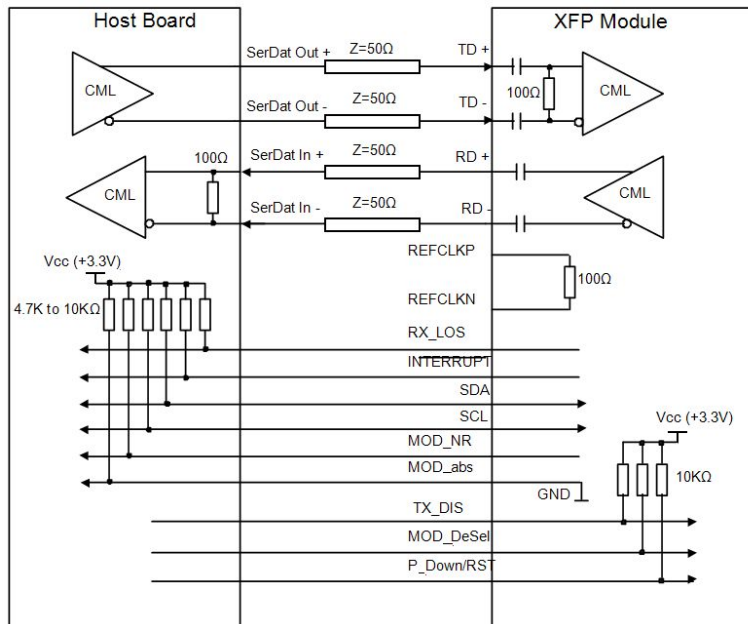 Host Board
XFP Module
SerDat Out +
Z=50Ω
TD +
CML
100Ω
CML
SerDat Out -
Z=50Ω
TD -
100Ω
SerDat In +
Z=50Ω
RD +
CML
CML
SerDat In -
Z=50Ω
RD -
REFCLKP
Vcc (+3.3V)
100Ω
REFCLKN
4.7K to 10KΩ
RX_LOS
INTERRUPT
SDA
SCL
Vcc (+3.3V)
MOD_NR
MOD_abs
10KΩ
GND
TX_DIS
MOD_DeSel
P_Down/RST